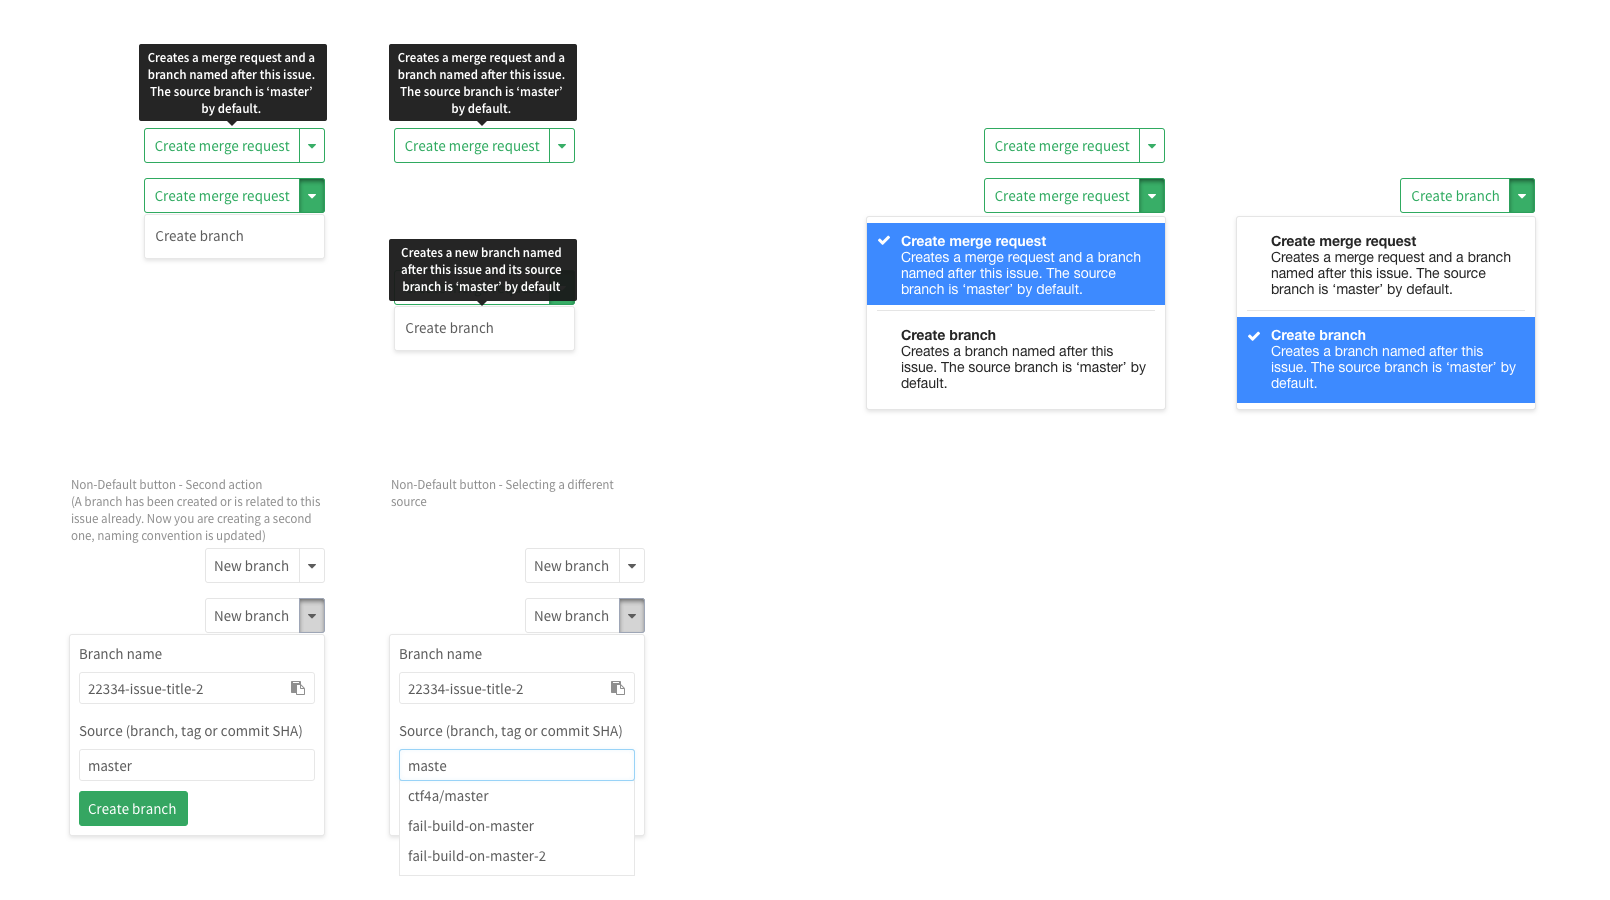 Creates a merge request and a
branch named after this issue.
The source branch is ‘master’
by default.
Create merge request
Create merge request
Create branch
Creates a merge request and a
branch named after this issue.
The source branch is ‘master’
by default.
Create merge request
Creates a new branch named
after this issue and its source
branch is ‘master’ by default
Create branch
Create merge request
Create merge request
Create merge request
Creates a merge request and a branch
named after this issue. The source
branch is ‘master’ by default.
Create branch
Creates a branch named after this
issue. The source branch is ‘master’ by
default.
Create branch
Create merge request
Creates a merge request and a branch
named after this issue. The source
branch is ‘master’ by default.
Create branch
Creates a branch named after this
issue. The source branch is ‘master’ by
default.
Non-Default button - Second action
(A branch has been created or is related to this
issue already. Now you are creating a second
one, naming convention is updated)
New branch
New branch
Branch name
22334-issue-title-2
Source (branch, tag or commit SHA)
master
Create branch
Non-Default button - Selecting a different
source
New branch
New branch
Branch name
22334-issue-title-2
Source (branch, tag or commit SHA)
maste
ctf4a/master
fail-build-on-master
fail-build-on-master-2